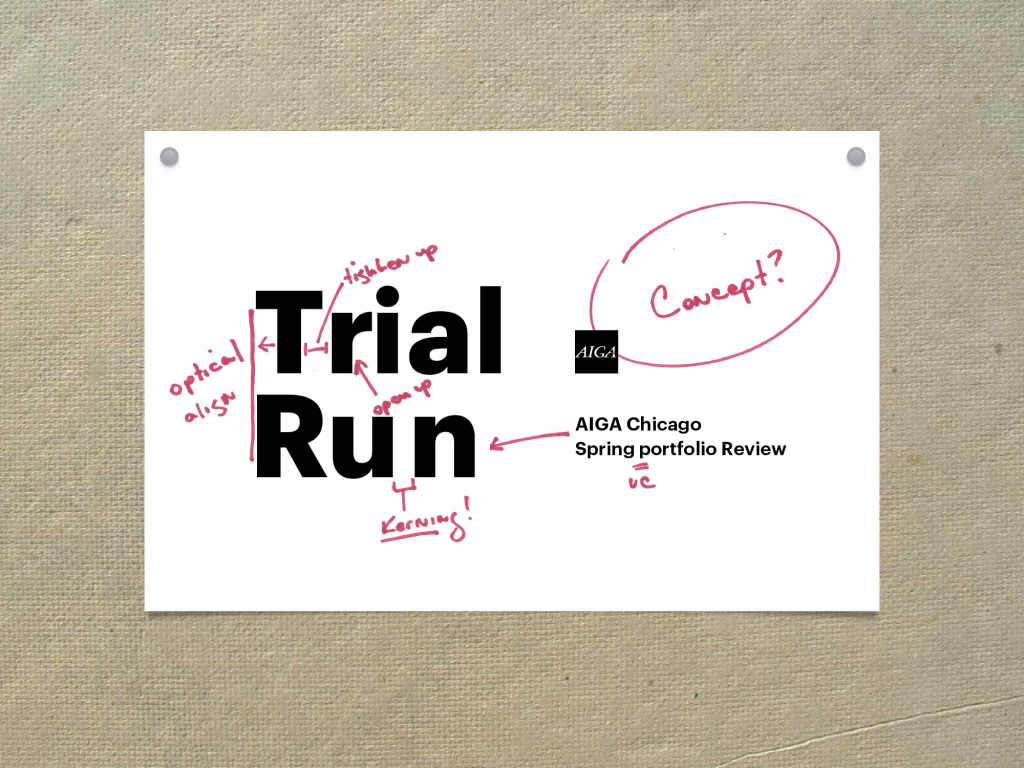 tighten up
Concept?
Trial
optical
align
open up
AIGA
Run
AIGA Chicago
Spring portfolio Review
uc
Kerning!